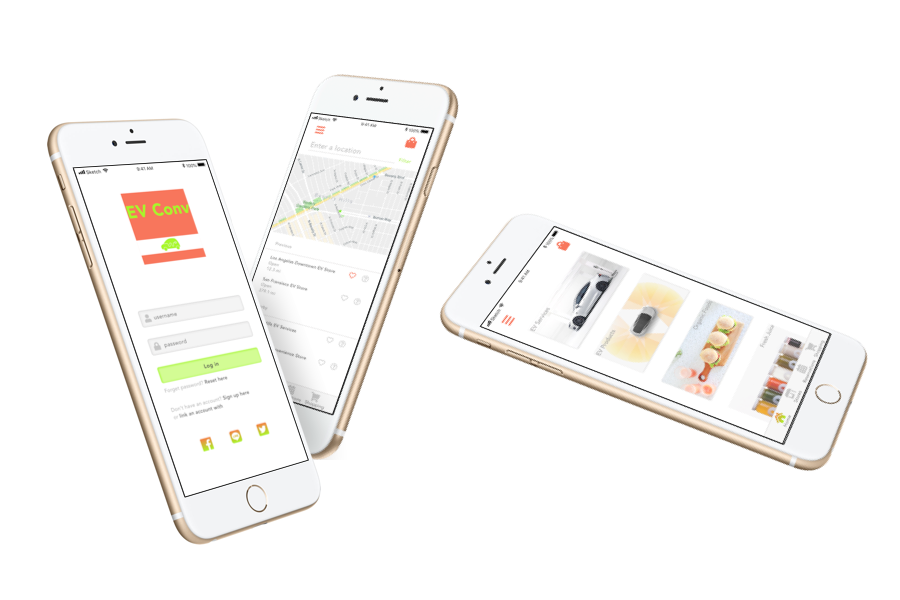 Sketch
9:41 AM
100%
EV Conv
username
password
Log in
Forgot password? Reset here
Don't have an account? Sign up here
or link an account with
Sketch
9:41 AM
100%
Enter a location
Filter
Los Angeles Downtown EV Store
Open
San Francisco EV Store
Open
EV Services
Store
Shopping
Sketch
9:41 AM
100%
EV Services
EV Products
Organic Food
Fresh Juice
Shopping